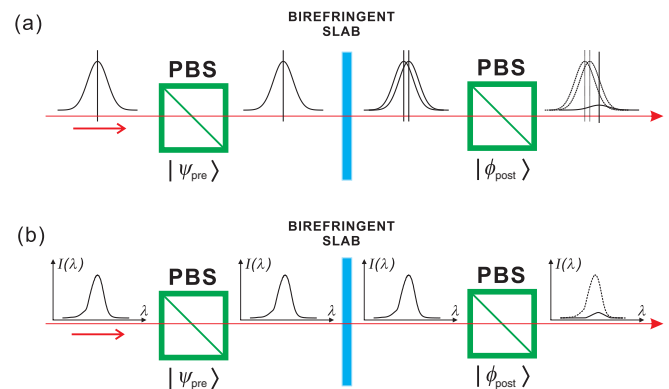 (a)
BIREFRINGENT
SLAB
PBS
PBS
| ψpre ⟩
| ϕpost ⟩
(b)
BIREFRINGENT
SLAB
I(λ)
λ
PBS
I(λ)
λ
I(λ)
λ
PBS
I(λ)
λ
| ψpre ⟩
| ϕpost ⟩